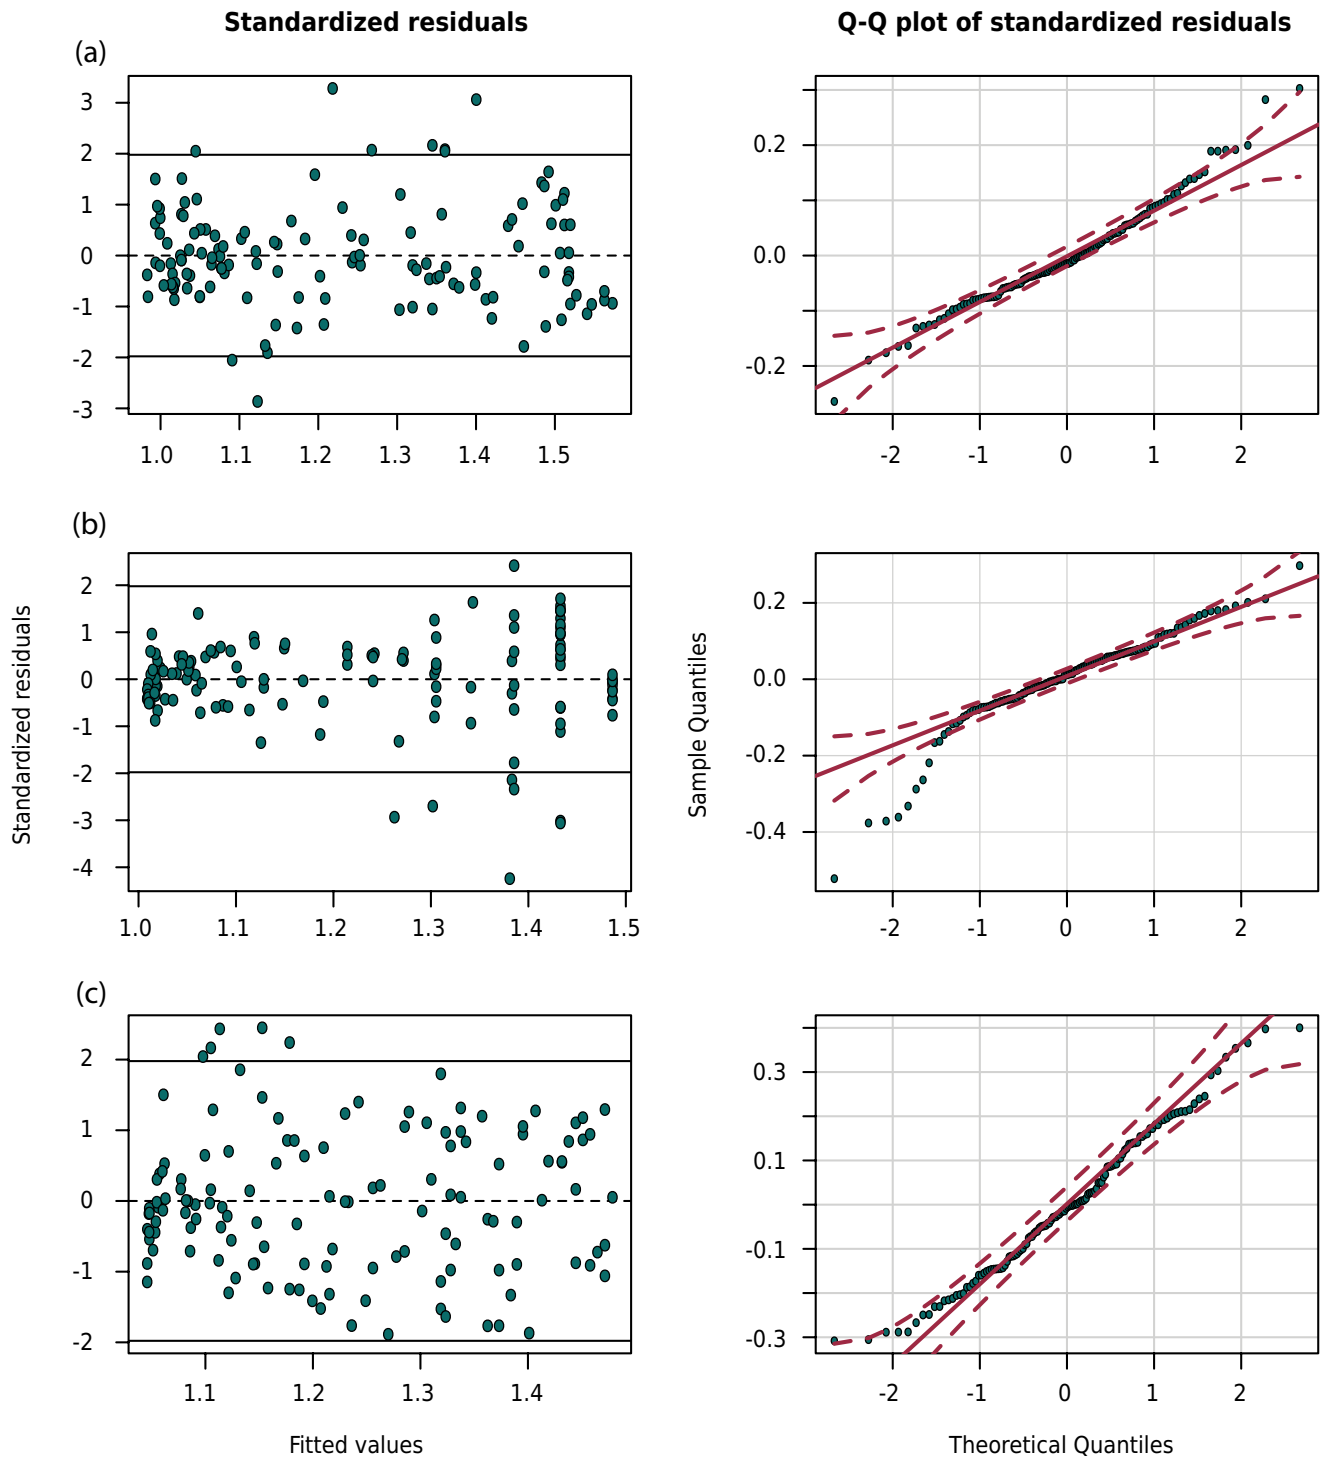 Standardized residuals
Q-Q plot of standardized residuals
(a)
3
2
1
0
-1
-2
-3
1.0 1.1 1.2 1.3 1.4 1.5
0.2
0.0
-0.2
-2 -1 0 1 2
(b)
2
1
0
-1
-2
-3
-4
1.0 1.1 1.2 1.3 1.4 1.5
Standardized residuals
0.2
0.0
-0.2
-0.4
-2 -1 0 1 2
Sample Quantiles
(c)
2
1
0
-1
-2
1.1 1.2 1.3 1.4
Fitted values
0.3
0.1
-0.1
-0.3
-2 -1 0 1 2
Theoretical Quantiles